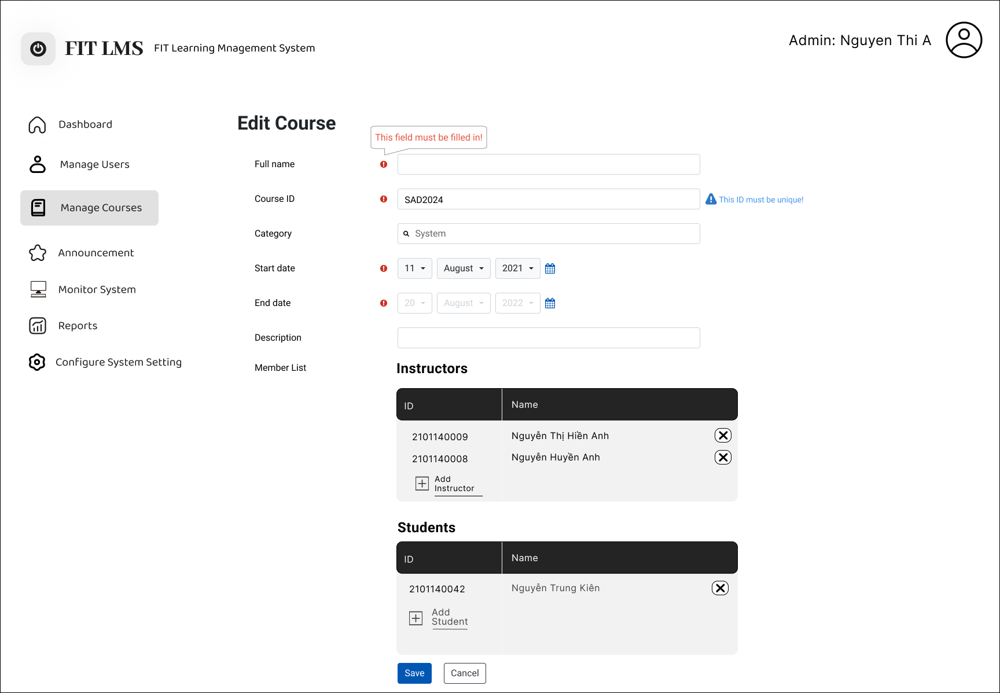 FIT LMS FIT Learning Mnagement System
Admin: Nguyen Thi A
Dashboard
Manage Users
Manage Courses
Announcement
Monitor System
Reports
Configure System Setting
Edit Course
This field must be filled in!
Full name
Course ID SAD2024 This ID must be unique!
Category System
Start date 11 August 2021
End date 20 August 2022
Description
Member List
Instructors
ID Name
2101140009 Nguyễn Thị Hiền Anh
2101140008 Nguyễn Huyền Anh
Add
Instructor
Students
ID Name
2101140042 Nguyễn Trung Kiên
Add
Student
Save Cancel